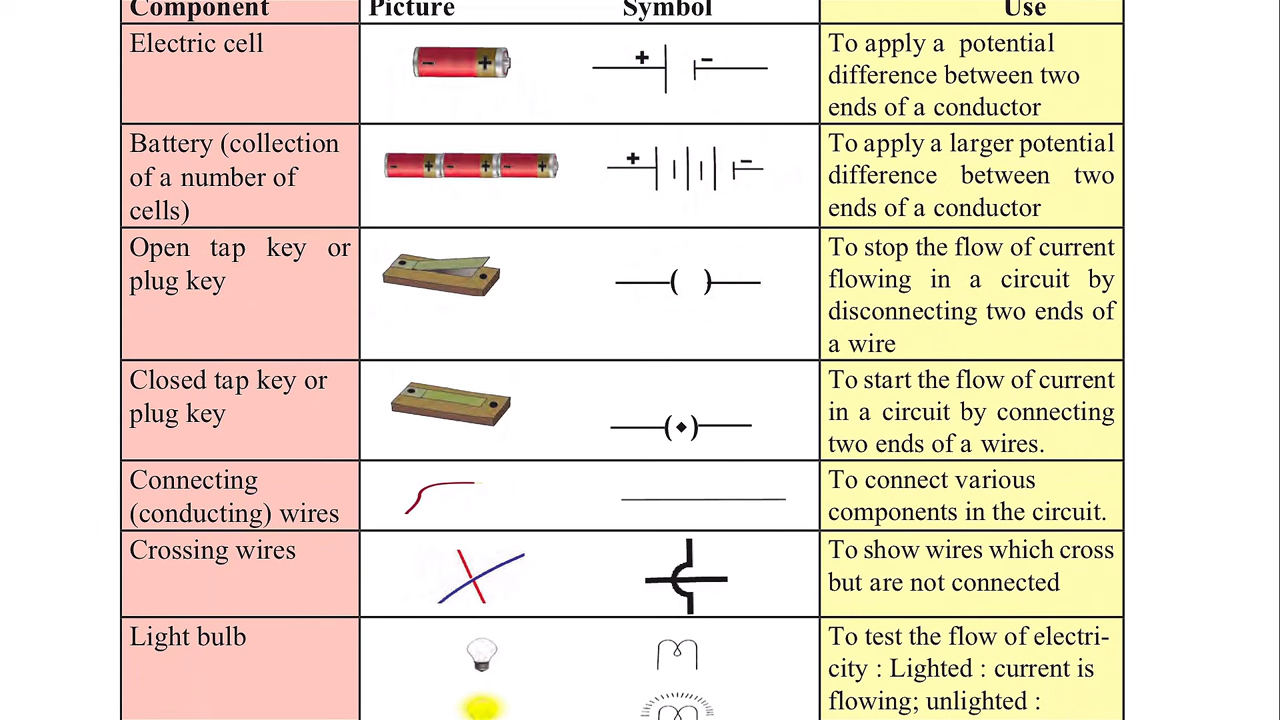 Component Picture Symbol Use
Electric cell
- +
+ -
To apply a potential
difference between two
ends of a conductor
Battery (collection
of a number of
cells)
- + - + - +
+ -
To apply a larger potential
difference between two
ends of a conductor
Open tap key or
plug key
To stop the flow of current
flowing in a circuit by
disconnecting two ends of
a wire
Closed tap key or
plug key
To start the flow of current
in a circuit by connecting
two ends of a wires.
Connecting
(conducting) wires
To connect various
components in the circuit.
Crossing wires
To show wires which cross
but are not connected
Light bulb
To test the flow of electri-
city : Lighted : current is
flowing; unlighted :